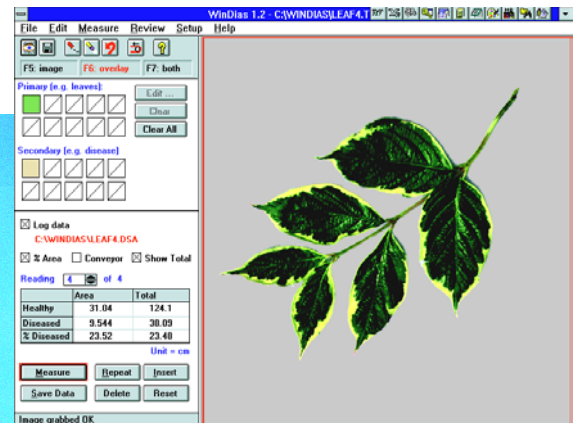 WinDias 1.2 - C:\WINDIAS\LEAF4.T
File Edit Measure Review Setup Help
F5: image F6: overlay F7: both
Primary (e.g. leaves):
Edit ...
Clear
Clear All
Secondary (e.g. disease)
Log data
C:\WINDIAS\LEAF4.DSA
% Area Conveyor Show Total
Reading 4 of 4
Area Total
Healthy 31.04 124.1
Diseased 9.544 38.09
% Diseased 23.52 23.48
Unit = cm
Measure Repeat Insert
Save Data Delete Reset
Image grabbed OK